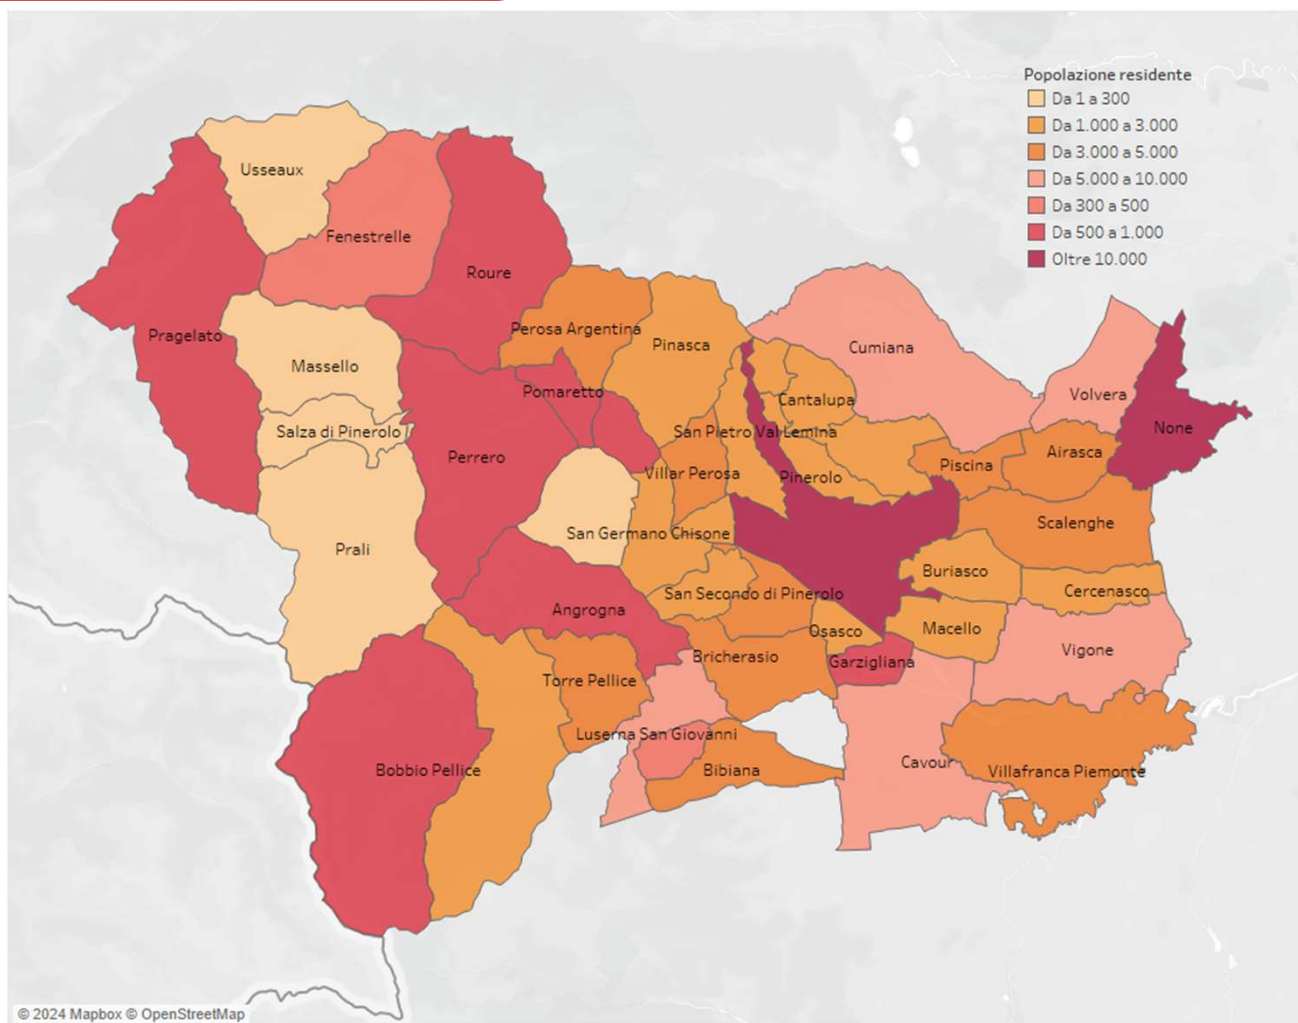 Popolazione residente
Da 1 a 300
Da 1.000 a 3.000
Da 3.000 a 5.000
Da 5.000 a 10.000
Da 300 a 500
Da 500 a 1.000
Oltre 10.000
Usseaux
Fenestrelle
Roure
Perosa Argentina
Pragelato
Pinasca
Cumiana
Massello
Pomaretto
Cantalupa
Volvera
None
Salza di Pinerolo
San Pietro Val Lemina
Perrero
Villar Perosa
Pinerolo
Piscina
Airasca
Scalenghe
San Germano Chisone
Prali
Buriasco
Cercenasco
San Secondo di Pinerolo
Angrogna
Osasco
Macello
Bricherasio
Garzigliana
Vigone
Torre Pellice
Luserna San Giovanni
Bobbio Pellice
Bibiana
Cavour
Villafranca Piemonte
© 2024 Mapbox © OpenStreetMap